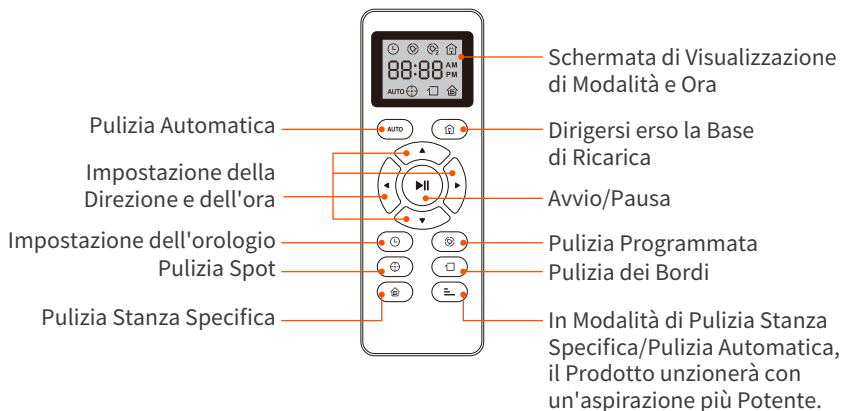 88:88 AM
PM
AUTO
Schermata di Visualizzazione
di Modalità e Ora
Pulizia Automatica
AUTO
Dirigersi erso la Base
di Ricarica
Impostazione della
Direzione e dell'ora
Avvio/Pausa
Impostazione dell'orologio
Pulizia Programmata
Pulizia Spot
Pulizia dei Bordi
Pulizia Stanza Specifica
In Modalità di Pulizia Stanza
Specifica/Pulizia Automatica,
il Prodotto unzionerà con
un'aspirazione più Potente.